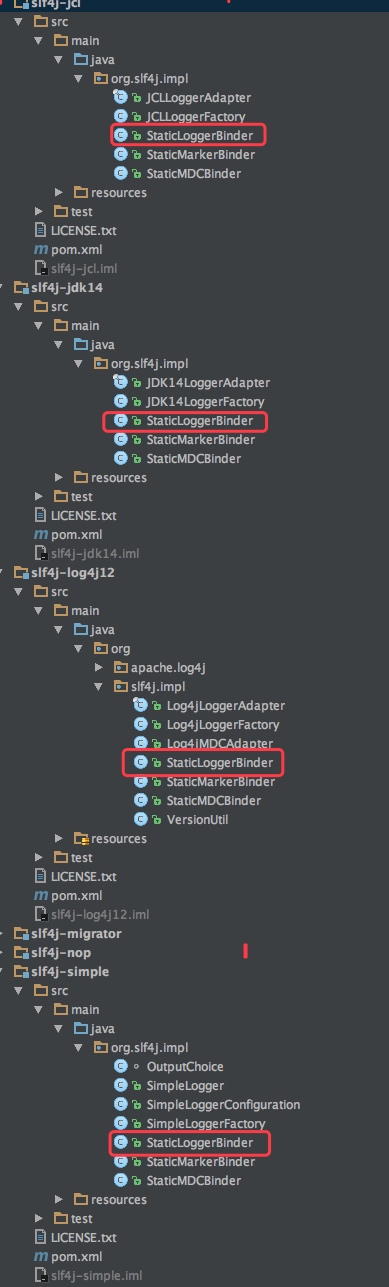 slf4j-jcl
src
main
java
org.slf4j.impl
JCLLoggerAdapter
JCLLoggerFactory
StaticLoggerBinder
StaticMarkerBinder
StaticMDCBinder
resources
test
LICENSE.txt
pom.xml
slf4j-jcl.iml
slf4j-jdk14
src
main
java
org.slf4j.impl
JDK14LoggerAdapter
JDK14LoggerFactory
StaticLoggerBinder
StaticMarkerBinder
StaticMDCBinder
resources
test
LICENSE.txt
pom.xml
slf4j-jdk14.iml
slf4j-log4j12
src
main
java
org
apache.log4j
slf4j.impl
Log4jLoggerAdapter
Log4jLoggerFactory
Log4jMDCAdapter
StaticLoggerBinder
StaticMarkerBinder
StaticMDCBinder
VersionUtil
resources
test
LICENSE.txt
pom.xml
slf4j-log4j12.iml
slf4j-migrator
slf4j-nop
slf4j-simple
src
main
java
org.slf4j.impl
OutputChoice
SimpleLogger
SimpleLoggerConfiguration
SimpleLoggerFactory
StaticLoggerBinder
StaticMarkerBinder
StaticMDCBinder
resources
test
LICENSE.txt
pom.xml
slf4j-simple.iml